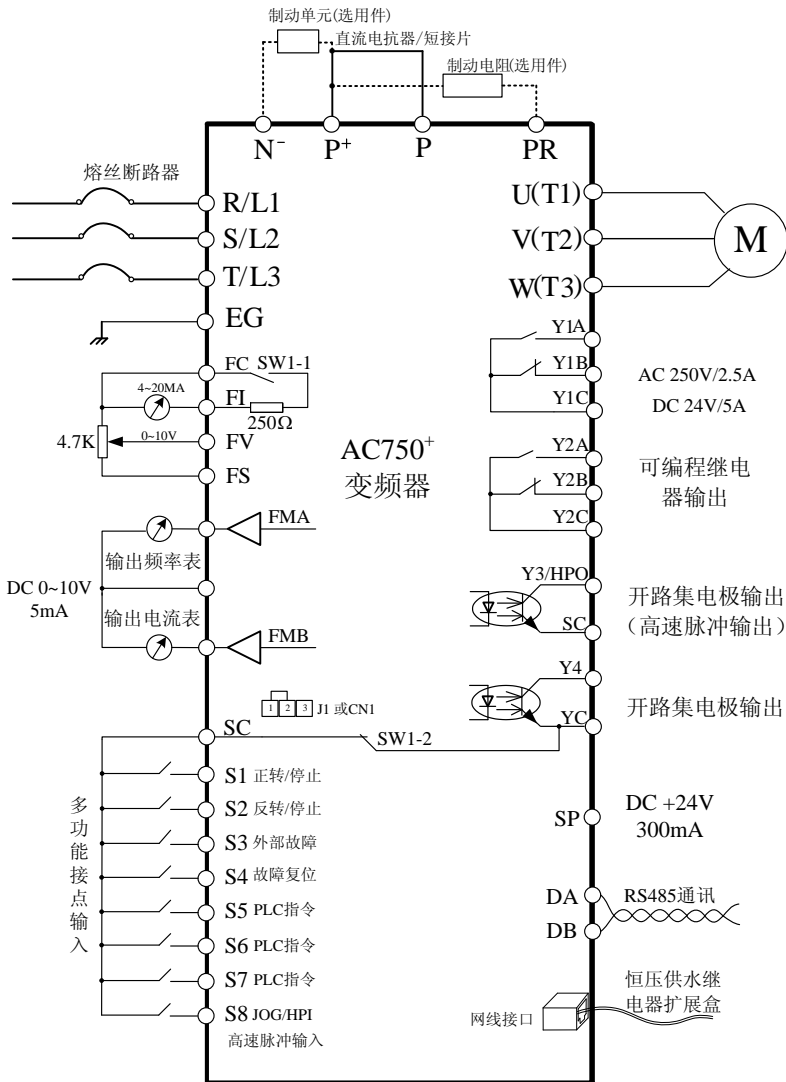 制动单元(选用件)
直流电抗器/短接片
制动电阻(选用件)
N⁻
P⁺
P
PR
熔丝断路器
R/L1
S/L2
T/L3
EG
U(T1)
V(T2)
W(T3)
M
FC
SW1-1
4~20MA
FI
250Ω
4.7K
0~10V
FV
FS
AC750⁺
变频器
Y1A
Y1B
Y1C
AC 250V/2.5A
DC 24V/5A
Y2A
Y2B
Y2C
可编程继电
器输出
FMA
输出频率表
DC 0~10V
5mA
输出电流表
FMB
Y3/HPO
SC
开路集电极输出
（高速脉冲输出）
Y4
YC
开路集电极输出
1 2 3 J1 或CN1
SC
SW1-2
多功能接点输入
S1 正转/停止
S2 反转/停止
S3 外部故障
S4 故障复位
S5 PLC指令
S6 PLC指令
S7 PLC指令
S8 JOG/HPI
高速脉冲输入
SP
DC +24V
300mA
DA
DB
RS485通讯
网线接口
恒压供水继
电器扩展盒